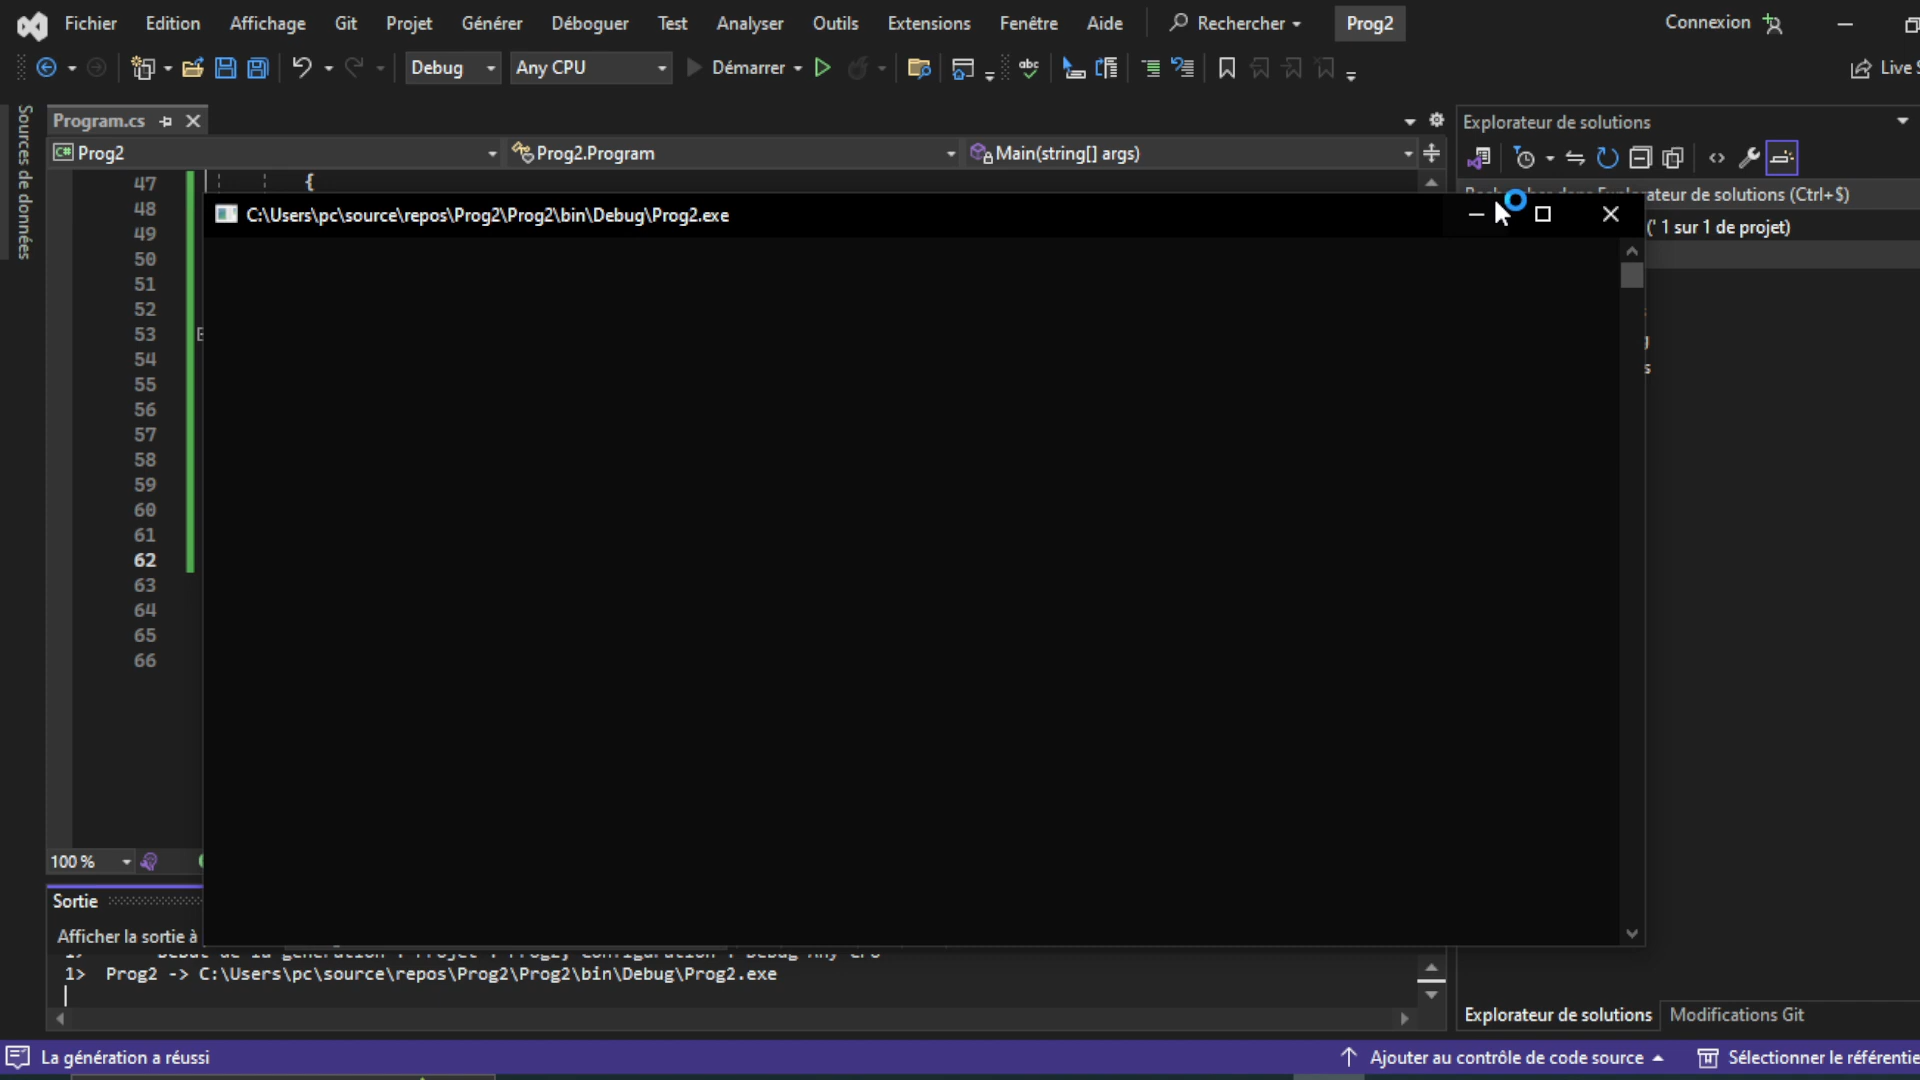 Fichier Edition Affichage Git Projet Générer Déboguer Test Analyser Outils Extensions Fenêtre Aide Rechercher Prog2 Connexion
Debug Any CPU Démarrer abc Live
Sources de données
Program.cs
Explorateur de solutions
C# Prog2 Prog2.Program Main(string[] args)
ateur de solutions (Ctrl+$)
C:\Users\pc\source\repos\Prog2\Prog2\bin\Debug\Prog2.exe
(' 1 sur 1 de projet)
47 {
48
49
50
51
52
53
54
55
56
57
58
59
60
61
62
63
64
65
66
100 %
Sortie
Afficher la sortie à
1> Prog2 -> C:\Users\pc\source\repos\Prog2\Prog2\bin\Debug\Prog2.exe
Explorateur de solutions Modifications Git
La génération a réussi Ajouter au contrôle de code source Sélectionner le référentie